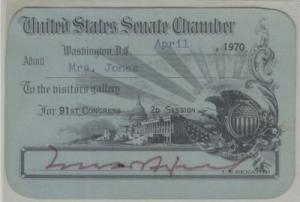 United States Senate Chamber
Washington, D.C. April 1970
Admit Mrs. Jones
To the visitors gallery
For 91st Congress 2D Session
U.S. SENATOR